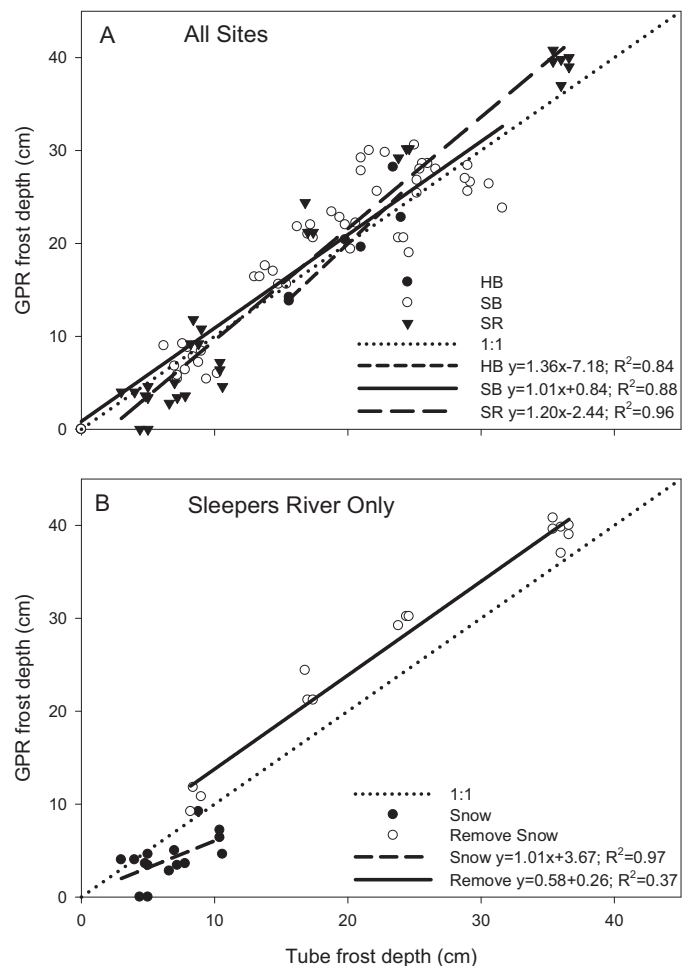 A
All Sites
40
30
20
10
0
GPR frost depth (cm)
HB
SB
SR
1:1
HB y=1.36x-7.18; R²=0.84
SB y=1.01x+0.84; R²=0.88
SR y=1.20x-2.44; R²=0.96
B
Sleepers River Only
40
30
20
10
0
GPR frost depth (cm)
1:1
Snow
Remove Snow
Snow y=1.01x+3.67; R²=0.97
Remove y=0.58+0.26; R²=0.37
0 10 20 30 40
Tube frost depth (cm)